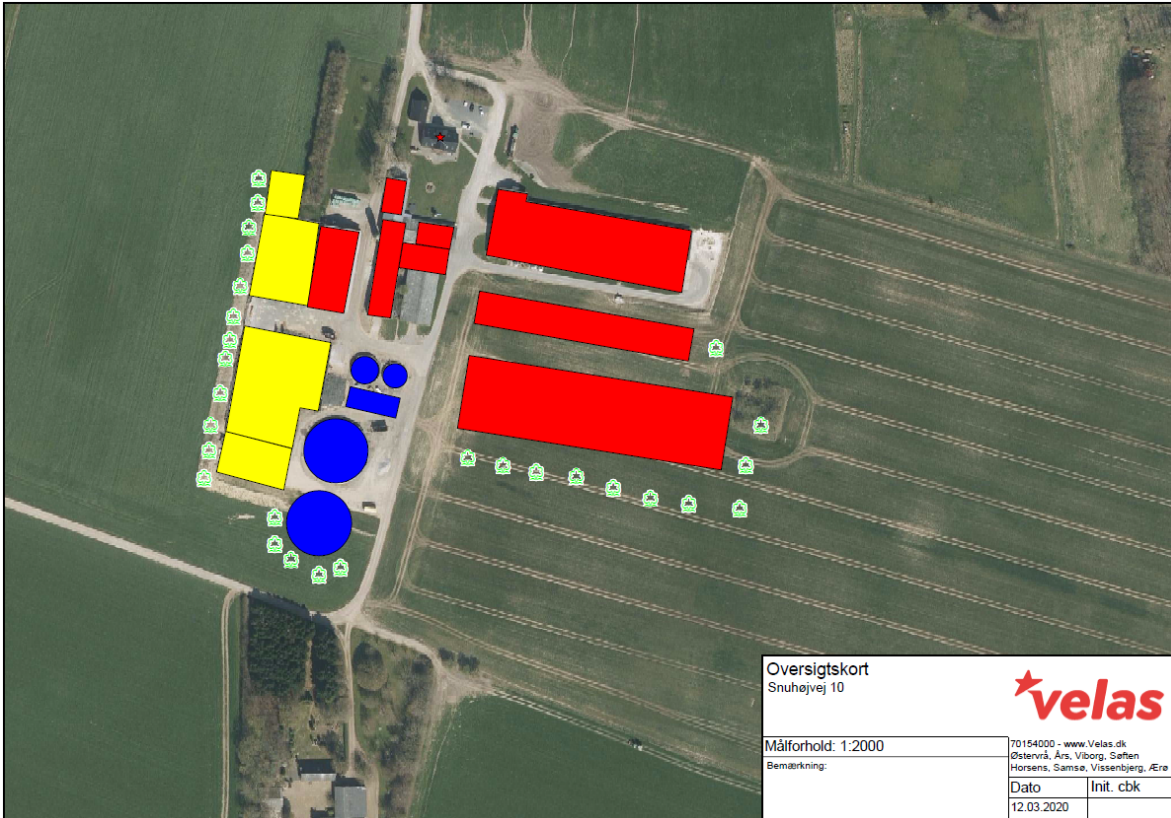 Oversigtskort
Snuhøjvej 10
velas
Målforhold: 1:2000
Bemærkning:
70154000 - www.Velas.dk
Østervrå, Års, Viborg, Søften
Horsens, Samsø, Vissenbjerg, Ærø
Dato
Init. cbk
12.03.2020